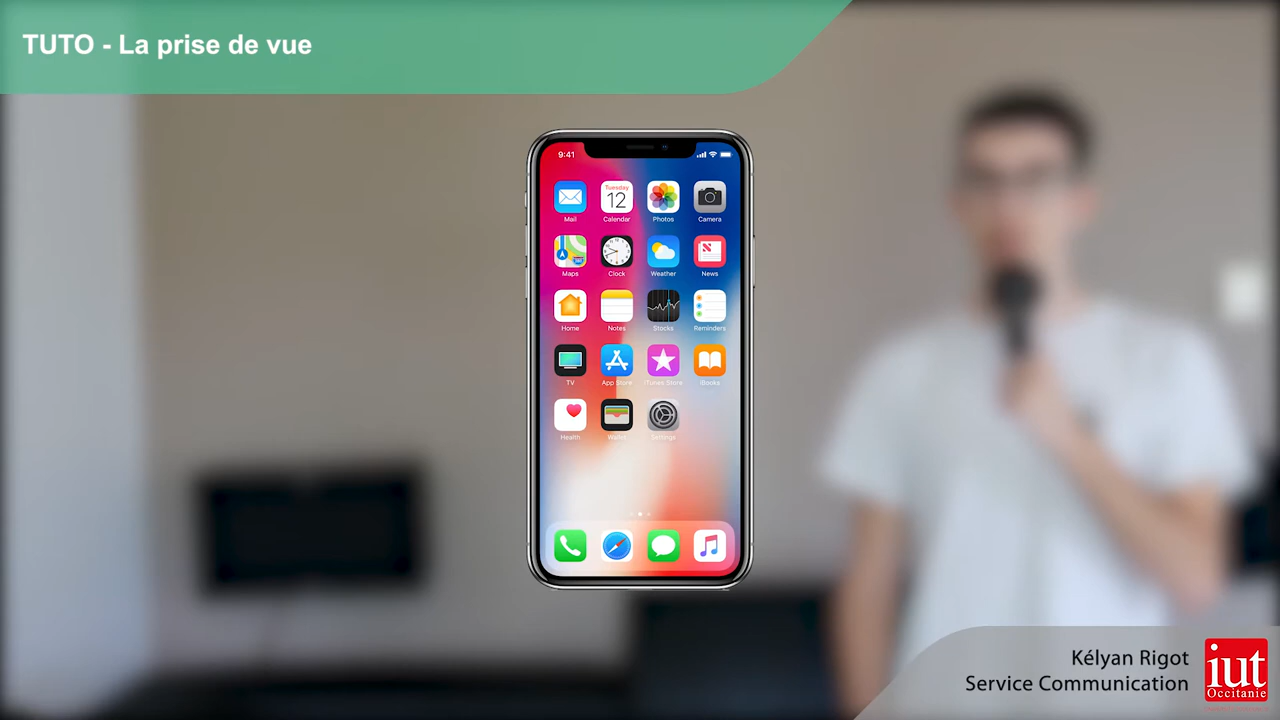 TUTO - La prise de vue
9:41
Tuesday
12
Mail
Calendar
Photos
Camera
Maps
Clock
Weather
News
Home
Notes
Stocks
Reminders
TV
App Store
iTunes Store
iBooks
Health
Wallet
Settings
Kélyan Rigot
Service Communication
iut
Occitanie